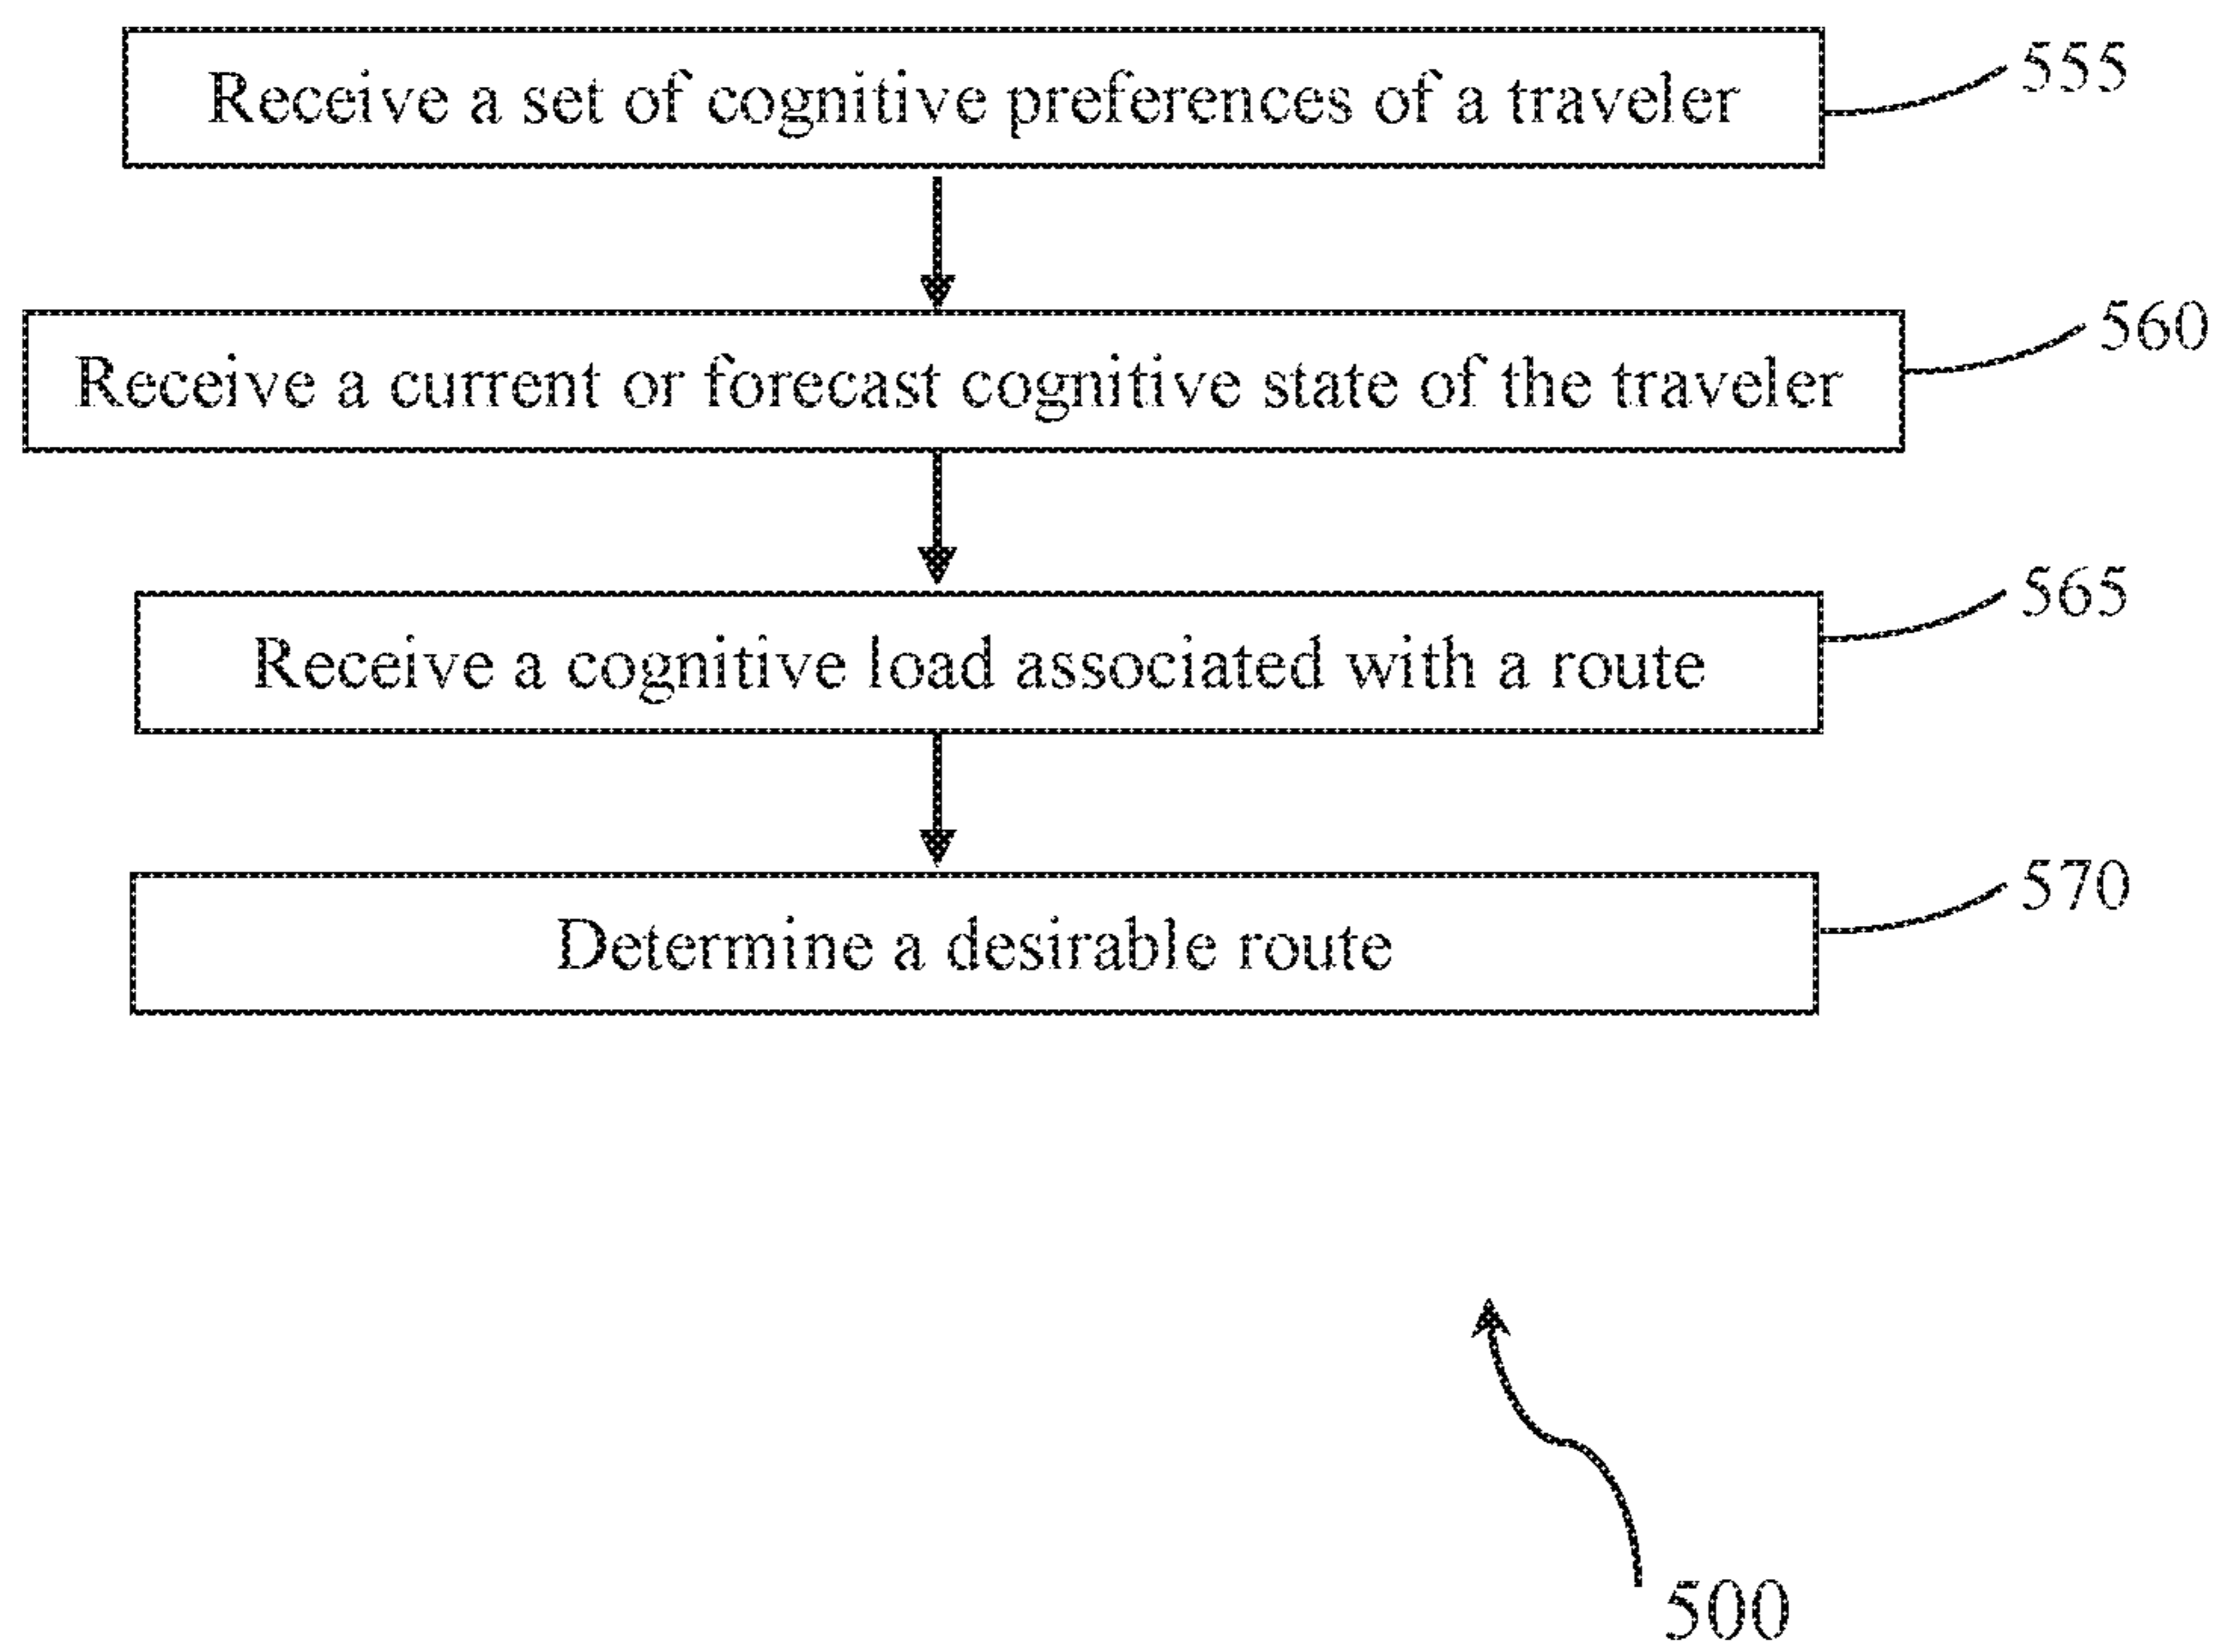 Receive a set of cognitive preferences of a traveler
555
Receive a current or forecast cognitive state of the traveler
560
Receive a cognitive load associated with a route
565
Determine a desirable route
570
500